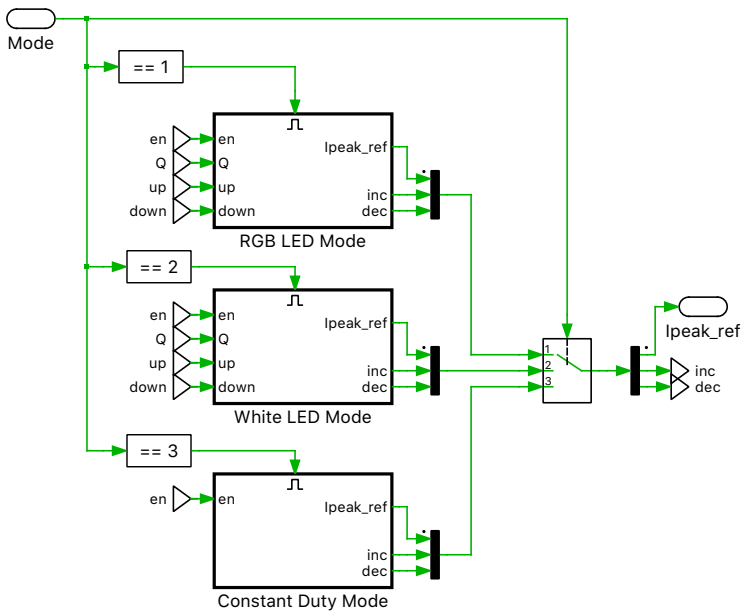 Mode
== 1
en
Q
up
down
en
Q
up
down
Ipeak_ref
inc
dec
RGB LED Mode
== 2
en
Q
up
down
en
Q
up
down
Ipeak_ref
inc
dec
White LED Mode
1
2
3
Ipeak_ref
inc
dec
== 3
en
en
Ipeak_ref
inc
dec
Constant Duty Mode